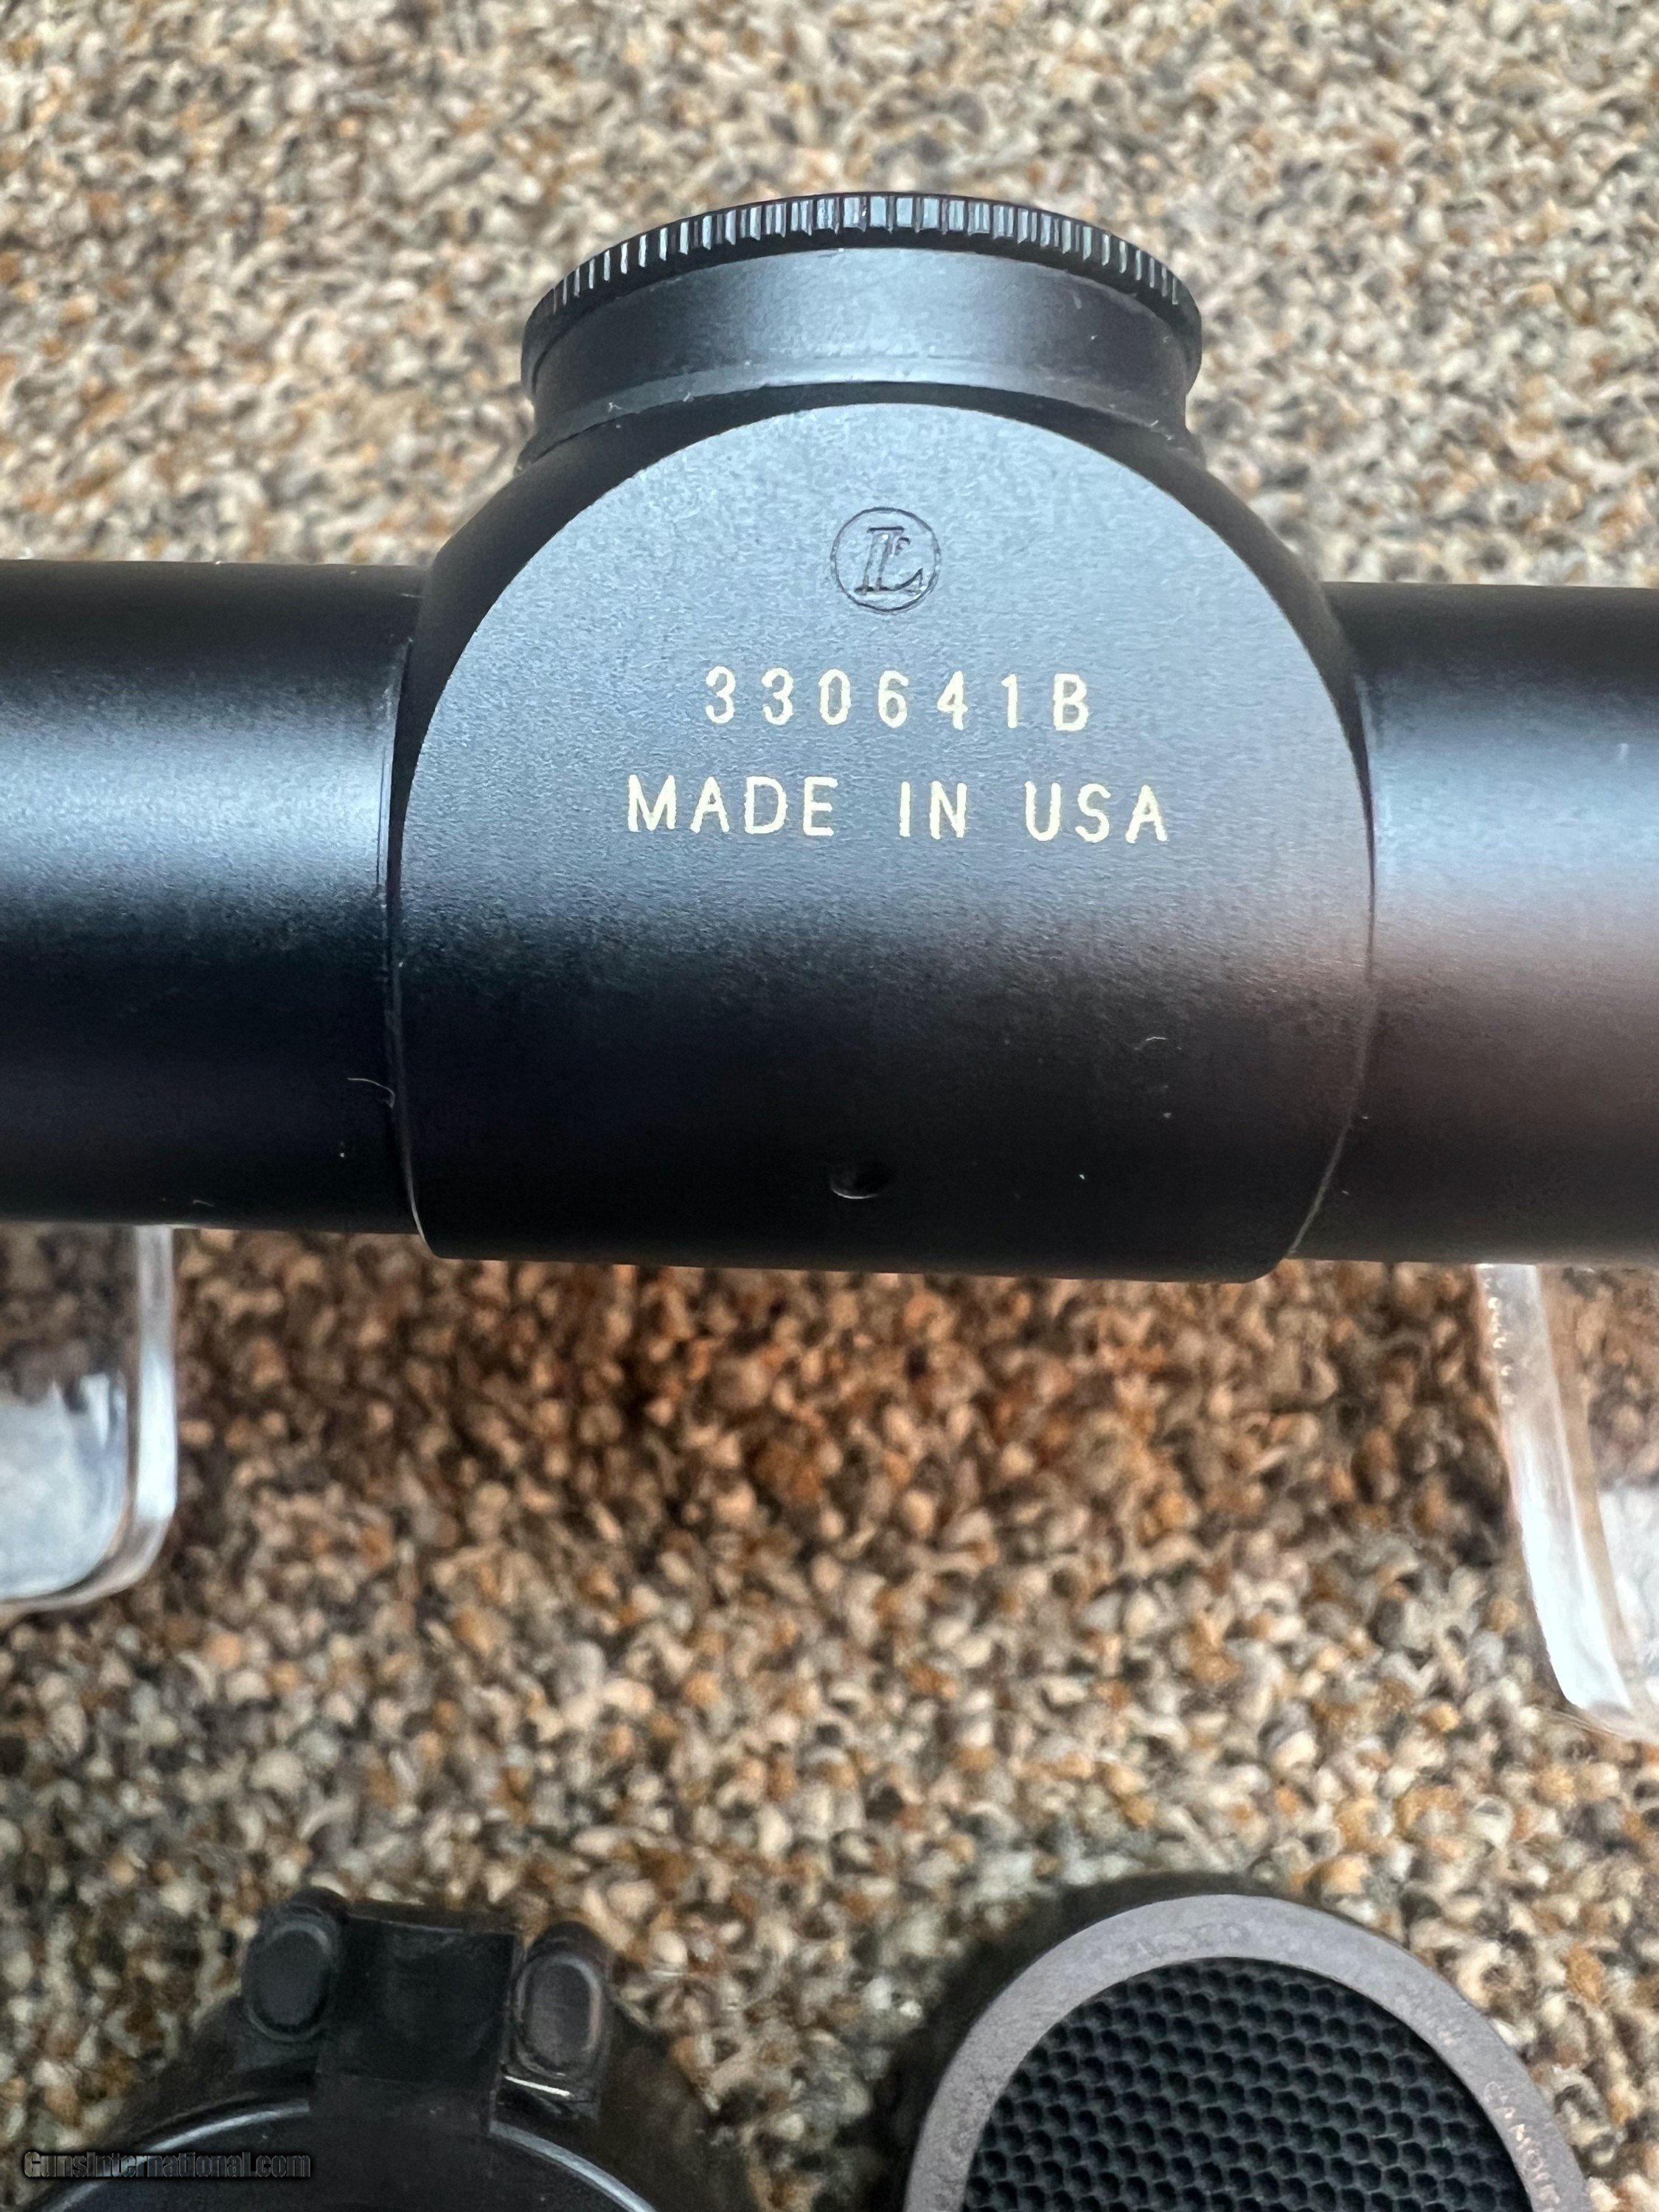 L
330641B
MADE IN USA
GunsInternational.com